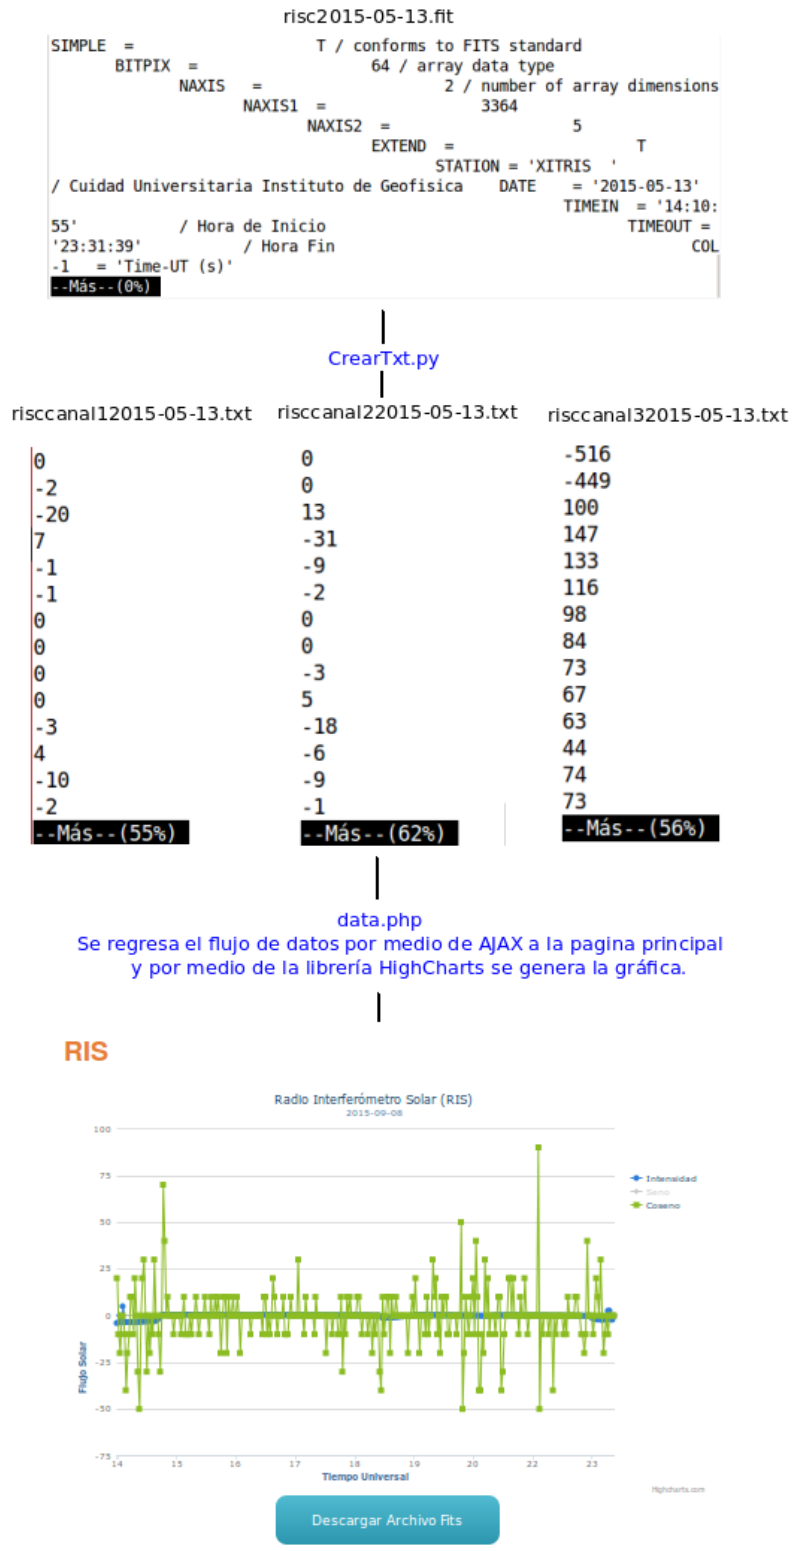 risc2015-05-13.fit
SIMPLE = T / conforms to FITS standard
BITPIX = 64 / array data type
NAXIS = 2 / number of array dimensions
NAXIS1 = 3364
NAXIS2 = 5
EXTEND = T
STATION = 'XITRIS '
/ Cuidad Universitaria Instituto de Geofisica DATE = '2015-05-13'
TIMEIN = '14:10:
55' / Hora de Inicio TIMEOUT =
'23:31:39' / Hora Fin COL
-1 = 'Time-UT (s)'
--Más--(0%)
CrearTxt.py
risccanal12015-05-13.txt risccanal22015-05-13.txt risccanal32015-05-13.txt
0 0 -516
-2 0 -449
-20 13 100
7 -31 147
-1 -9 133
-1 -2 116
0 0 98
0 0 84
0 -3 73
0 5 67
-3 -18 63
4 -6 44
-10 -9 74
-2 -1 73
--Más--(55%) --Más--(62%) --Más--(56%)
data.php
Se regresa el flujo de datos por medio de AJAX a la pagina principal
y por medio de la librería HighCharts se genera la gráfica.
RIS
Radio Interferómetro Solar (RIS)
2015-09-08
100
75
50
25
0
-25
-50
-75
Flujo Solar
Intensidad
Seno
Coseno
14 15 16 17 18 19 20 22 23
Tiempo Universal
Highcharts.com
Descargar Archivo Fits